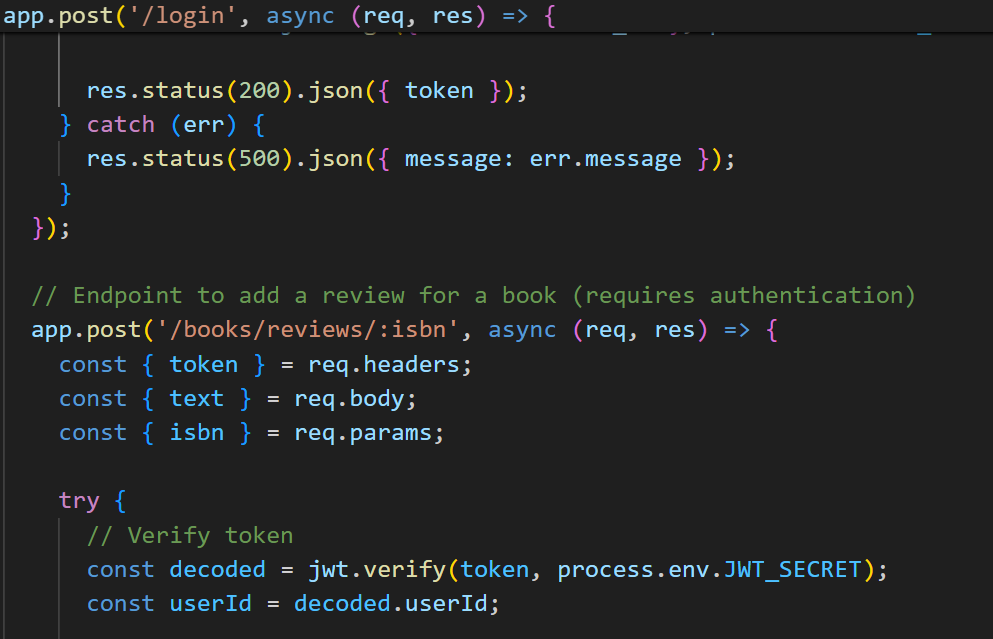 app.post('/login', async (req, res) => {
res.status(200).json({ token });
} catch (err) {
res.status(500).json({ message: err.message });
}
});
// Endpoint to add a review for a book (requires authentication)
app.post('/books/reviews/:isbn', async (req, res) => {
const { token } = req.headers;
const { text } = req.body;
const { isbn } = req.params;
try {
// Verify token
const decoded = jwt.verify(token, process.env.JWT_SECRET);
const userId = decoded.userId;